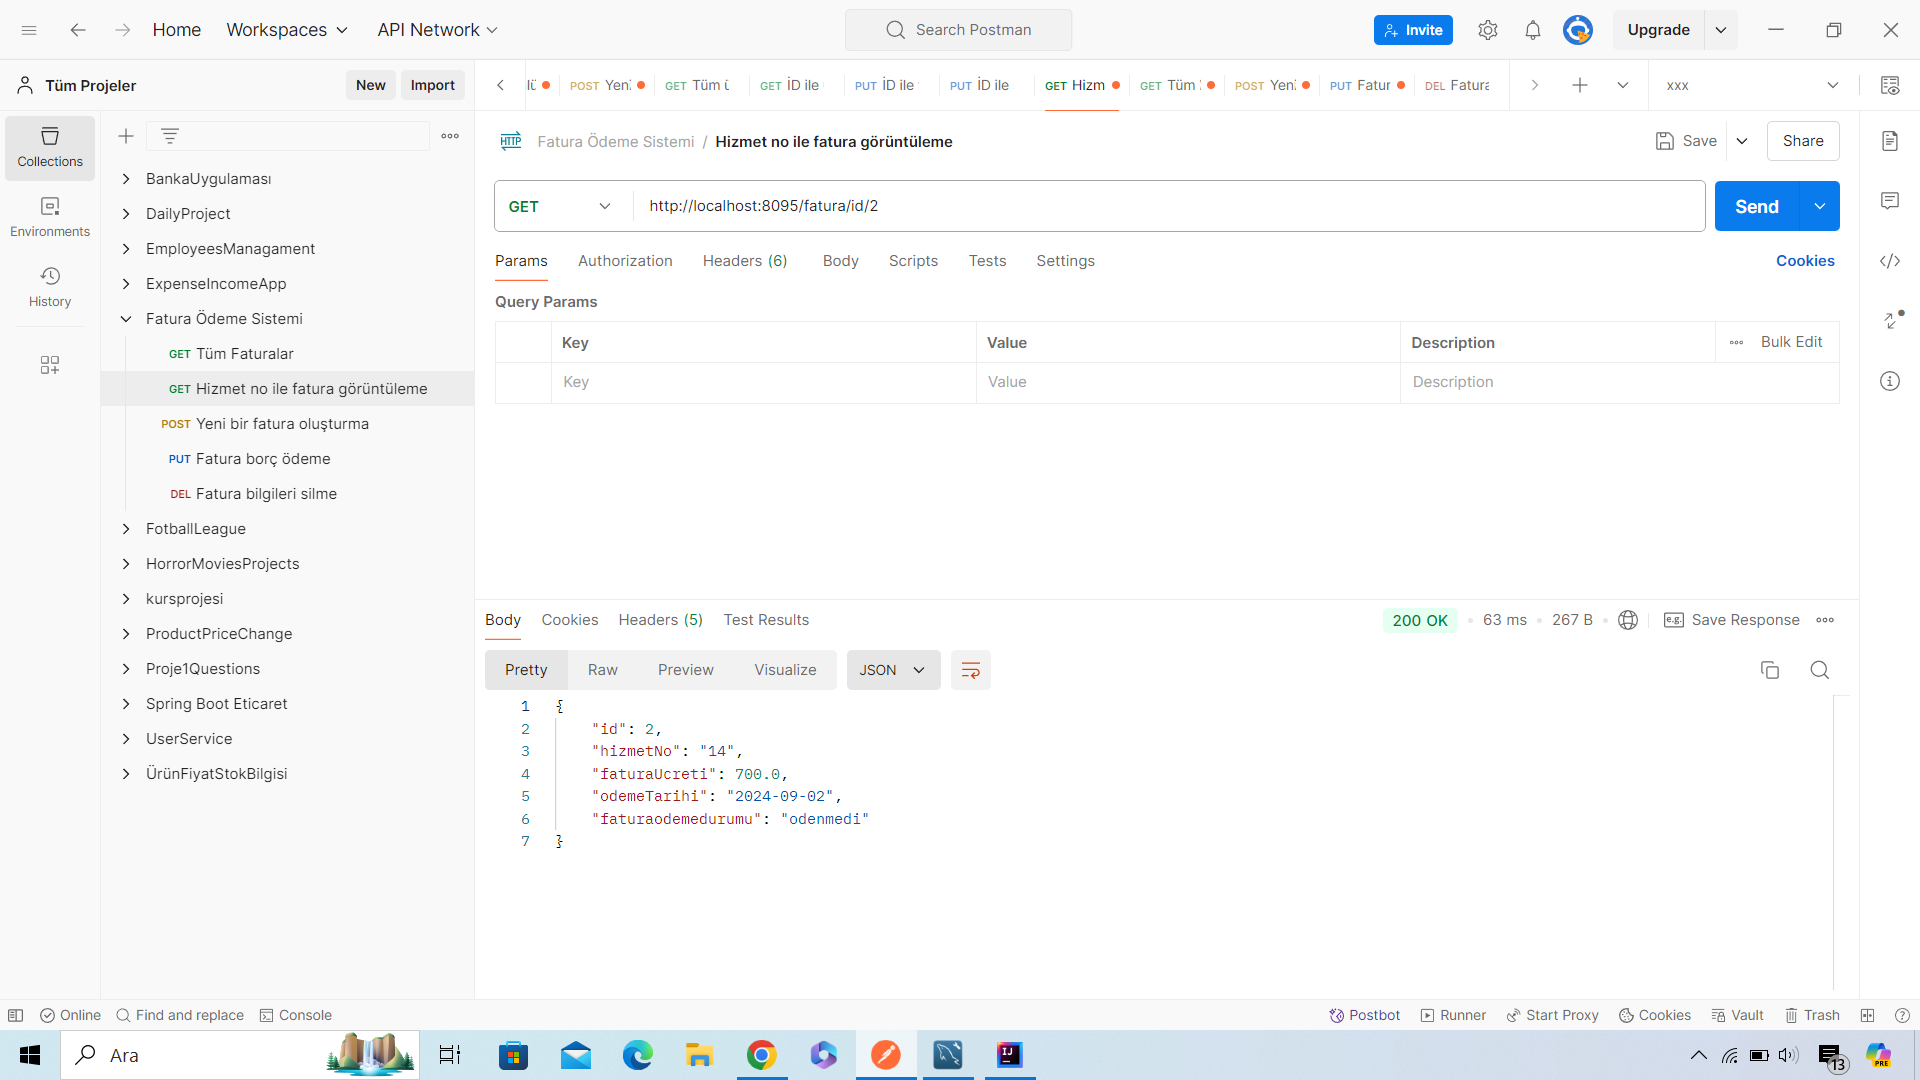 Home Workspaces API Network Search Postman Invite Upgrade
Tüm Projeler New Import
POST Yeni GET Tüm ü GET İD ile PUT İD ile PUT İD ile GET Hizm GET Tüm POST Yeni PUT Fatur DEL Fatura xxx
Collections
Environments
History
BankaUygulaması
DailyProject
EmployeesManagament
ExpenseIncomeApp
Fatura Ödeme Sistemi
GET Tüm Faturalar
GET Hizmet no ile fatura görüntüleme
POST Yeni bir fatura oluşturma
PUT Fatura borç ödeme
DEL Fatura bilgileri silme
FotballLeague
HorrorMoviesProjects
kursprojesi
ProductPriceChange
Proje1Questions
Spring Boot Eticaret
UserService
ÜrünFiyatStokBilgisi
HTTP Fatura Ödeme Sistemi / Hizmet no ile fatura görüntüleme Save Share
GET http://localhost:8095/fatura/id/2 Send
Params Authorization Headers (6) Body Scripts Tests Settings Cookies
Query Params
Key Value Description Bulk Edit
Key Value Description
Body Cookies Headers (5) Test Results 200 OK 63 ms 267 B e.g. Save Response
Pretty Raw Preview Visualize JSON
1 {
2 "id": 2,
3 "hizmetNo": "14",
4 "faturaUcreti": 700.0,
5 "odemeTarihi": "2024-09-02",
6 "faturaodemedurumu": "odenmedi"
7 }
Online Find and replace Console Postbot Runner Start Proxy Cookies Vault Trash
Ara IJ 13 PRE